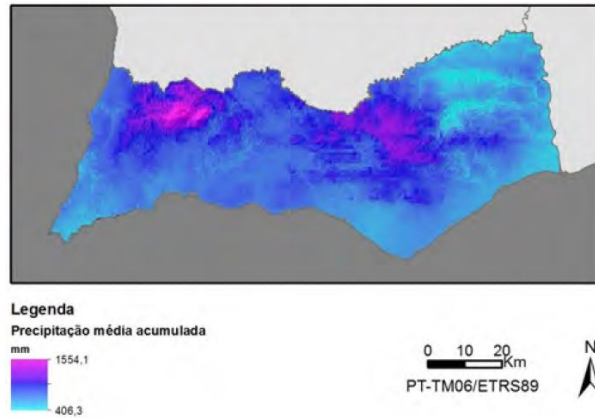 Legenda
Precipitação média acumulada
mm
1554,1
406,3
0 10 20
Km
PT-TM06/ETRS89
N